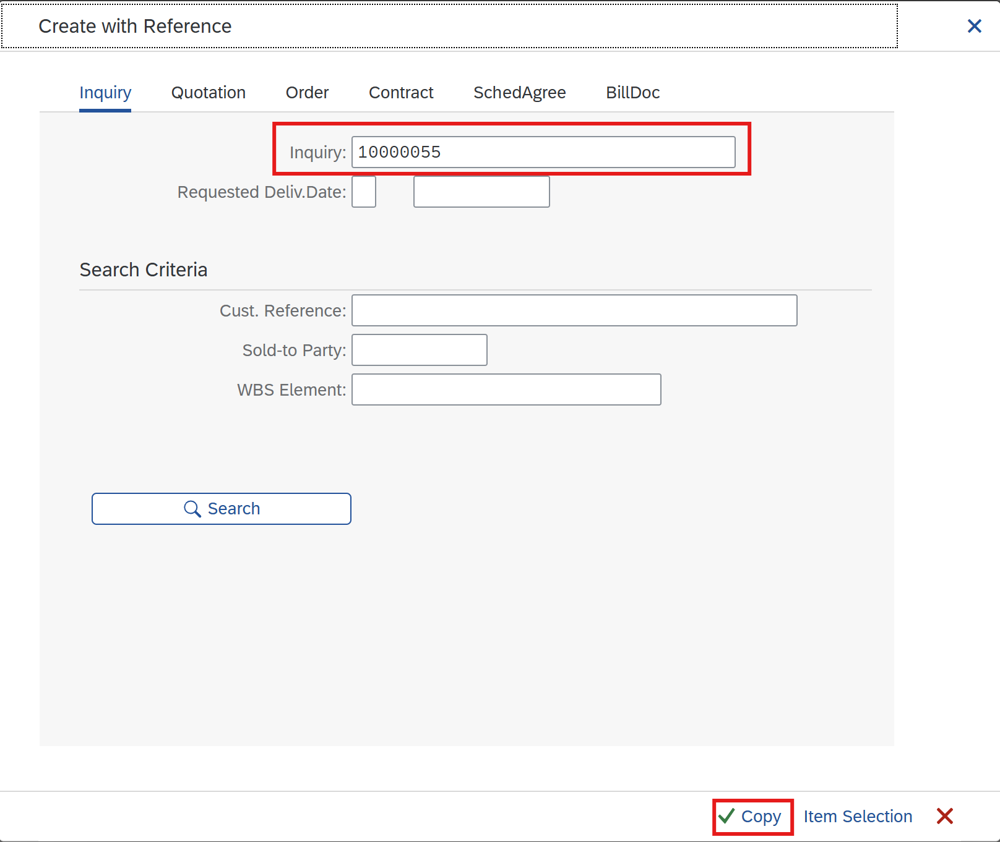 Create with Reference
Inquiry Quotation Order Contract SchedAgree BillDoc
Inquiry: 10000055
Requested Deliv.Date:
Search Criteria
Cust. Reference:
Sold-to Party:
WBS Element:
Search
Copy Item Selection